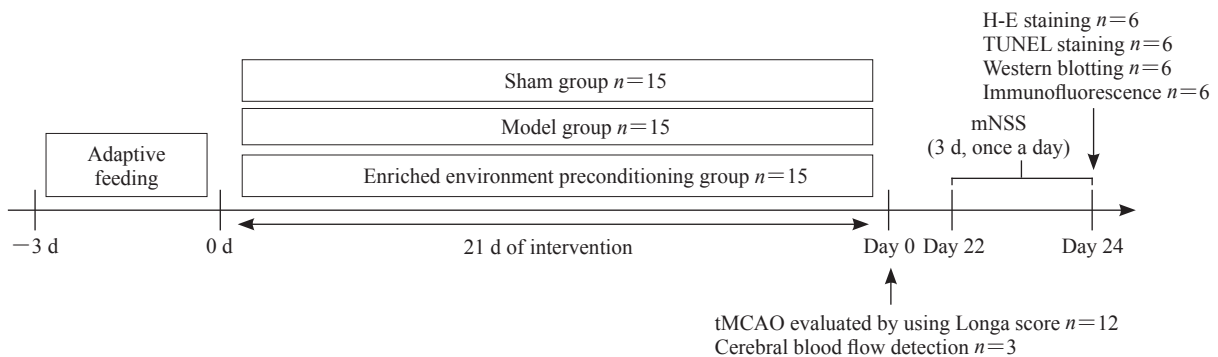 H-E staining n=6
TUNEL staining n=6
Western blotting n=6
Immunofluorescence n=6
mNSS
(3 d, once a day)
Sham group n=15
Model group n=15
Enriched environment preconditioning group n=15
Adaptive
feeding
−3 d
0 d
21 d of intervention
Day 0
Day 22
Day 24
tMCAO evaluated by using Longa score n=12
Cerebral blood flow detection n=3